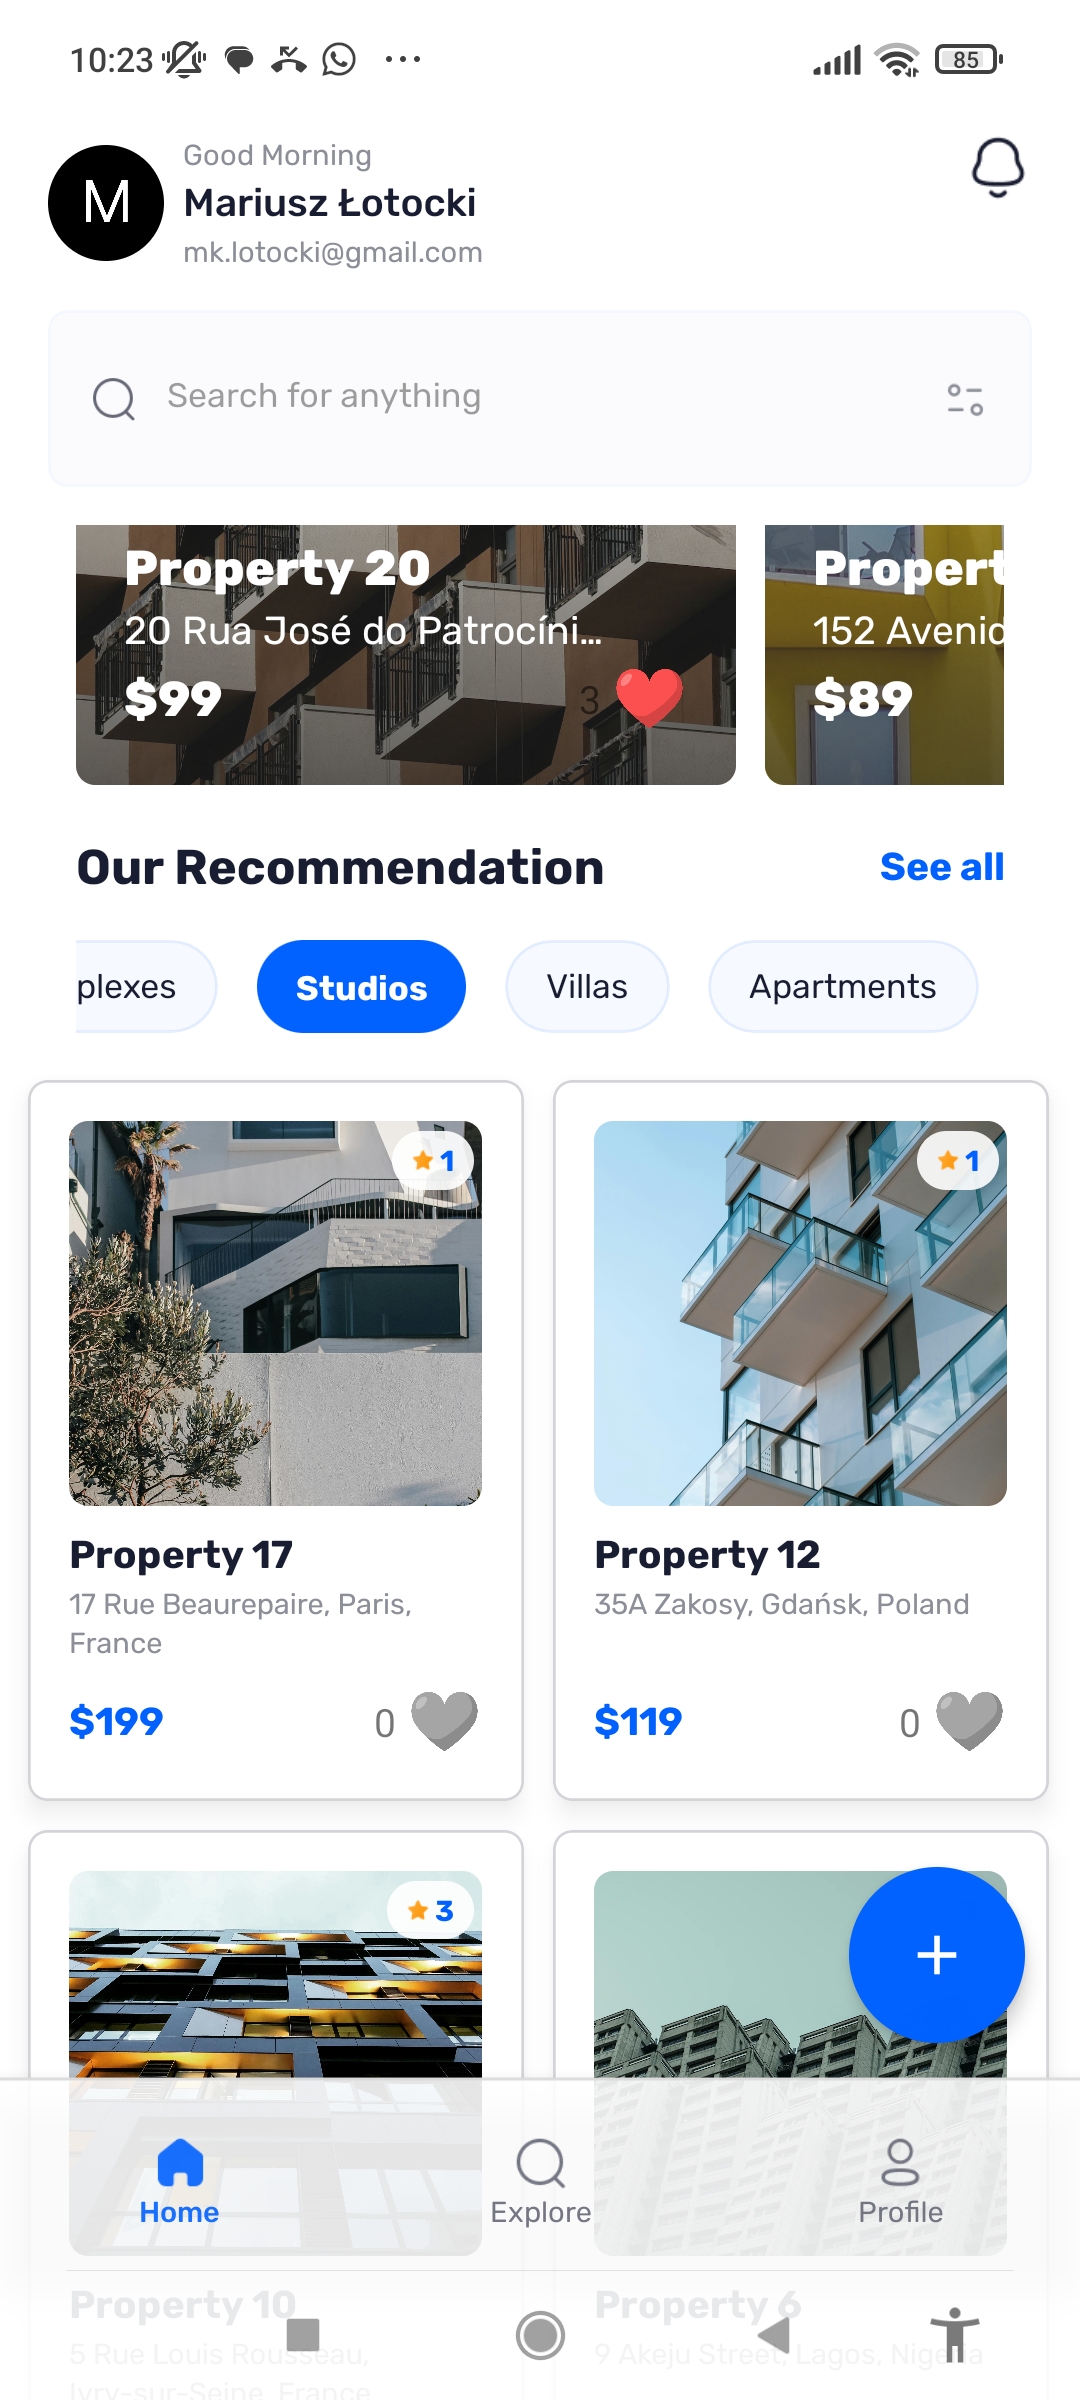 10:23
85
M
Good Morning
Mariusz Łotocki
mk.lotocki@gmail.com
Search for anything
Property 20
20 Rua José do Patrocíni...
$99
3
Propert
152 Avenic
$89
Our Recommendation
See all
plexes
Studios
Villas
Apartments
1
Property 17
17 Rue Beaurepaire, Paris,
France
$199
0
1
Property 12
35A Zakosy, Gdańsk, Poland
$119
0
3
+
Home
Explore
Profile
Property 10
5 Rue Louis Rousseau,
Ivry-sur-Seine, France
Property 6
9 Akeju Street, Lagos, Nigeria